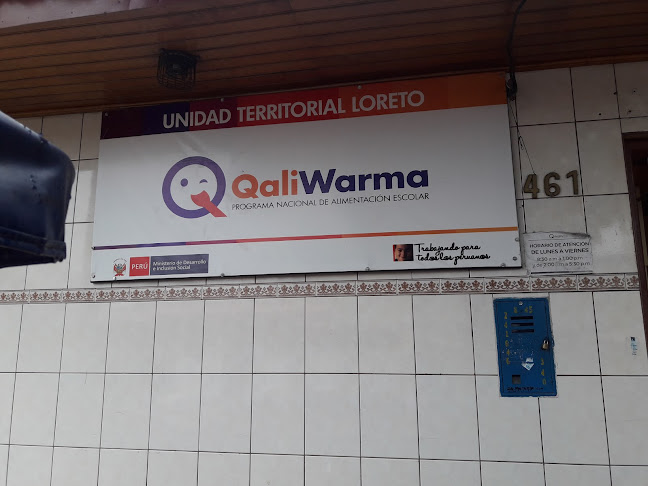 UNIDAD TERRITORIAL LORETO
QaliWarma
PROGRAMA NACIONAL DE ALIMENTACION ESCOLAR
PERÚ
Ministerio de Desarrollo
e Inclusión Social
Trabajando para
Todos los peruanos
461
HORARIO DE ATENCIÓN
DE LUNES A VIERNES